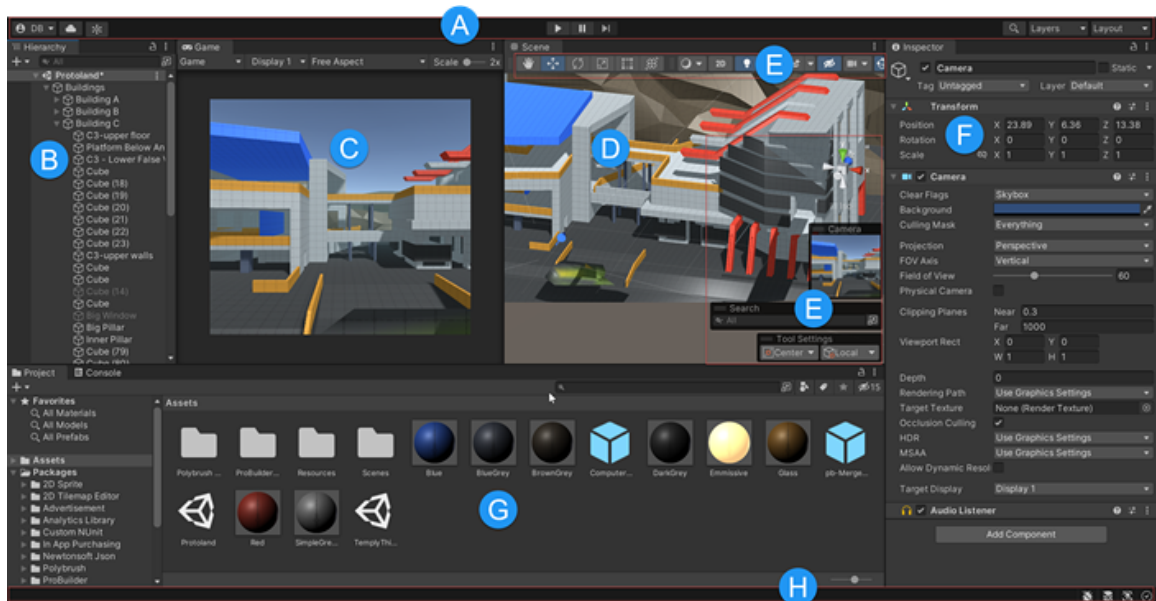 A
DB
Layers
Layout
Hierarchy
All
Protoland*
Buildings
Building A
Building B
Building C
C3-upper floor
Platform Below An
C3 - Lower False
Cube
Cube (18)
Cube (19)
Cube (20)
Cube (21)
Cube (22)
Cube (23)
C3-upper walls
Cube
Cube
Cube (14)
Cube
Big Window
Big Pillar
Inner Pillar
Cube (79)
Cube (80)
B
Game
Game
Display 1
Free Aspect
Scale
2x
C
Scene
2D
E
D
Camera
E
Search
All
Tool Settings
Center
Local
Inspector
Camera
Static
Tag Untagged
Layer Default
Transform
Position X 23.89 Y 6.36 Z 13.38
Rotation X 0 Y 0 Z 0
Scale X 1 Y 1 Z 1
F
Camera
Clear Flags Skybox
Background
Culling Mask Everything
Projection Perspective
FOV Axis Vertical
Field of View 60
Physical Camera
Clipping Planes Near 0.3
Far 1000
Viewport Rect X 0 Y 0
W 1 H 1
Depth 0
Rendering Path Use Graphics Settings
Target Texture None (Render Texture)
Occlusion Culling
HDR Use Graphics Settings
MSAA Use Graphics Settings
Allow Dynamic Resol
Target Display Display 1
Audio Listener
Add Component
Project
Console
15
Favorites
All Materials
All Models
All Prefabs
Assets
Packages
2D Sprite
2D Tilemap Editor
Advertisement
Analytics Library
Custom NUnit
In App Purchasing
Newtonsoft Json
Polybrush
ProBuilder
Assets
Polybrush ...
ProBuilder...
Resources
Scenes
Blue
BlueGrey
BrownGrey
Computer...
DarkGrey
Emmissive
Glass
pb-Merge...
Protoland
Red
SimpleGre...
TemplyThi...
G
H